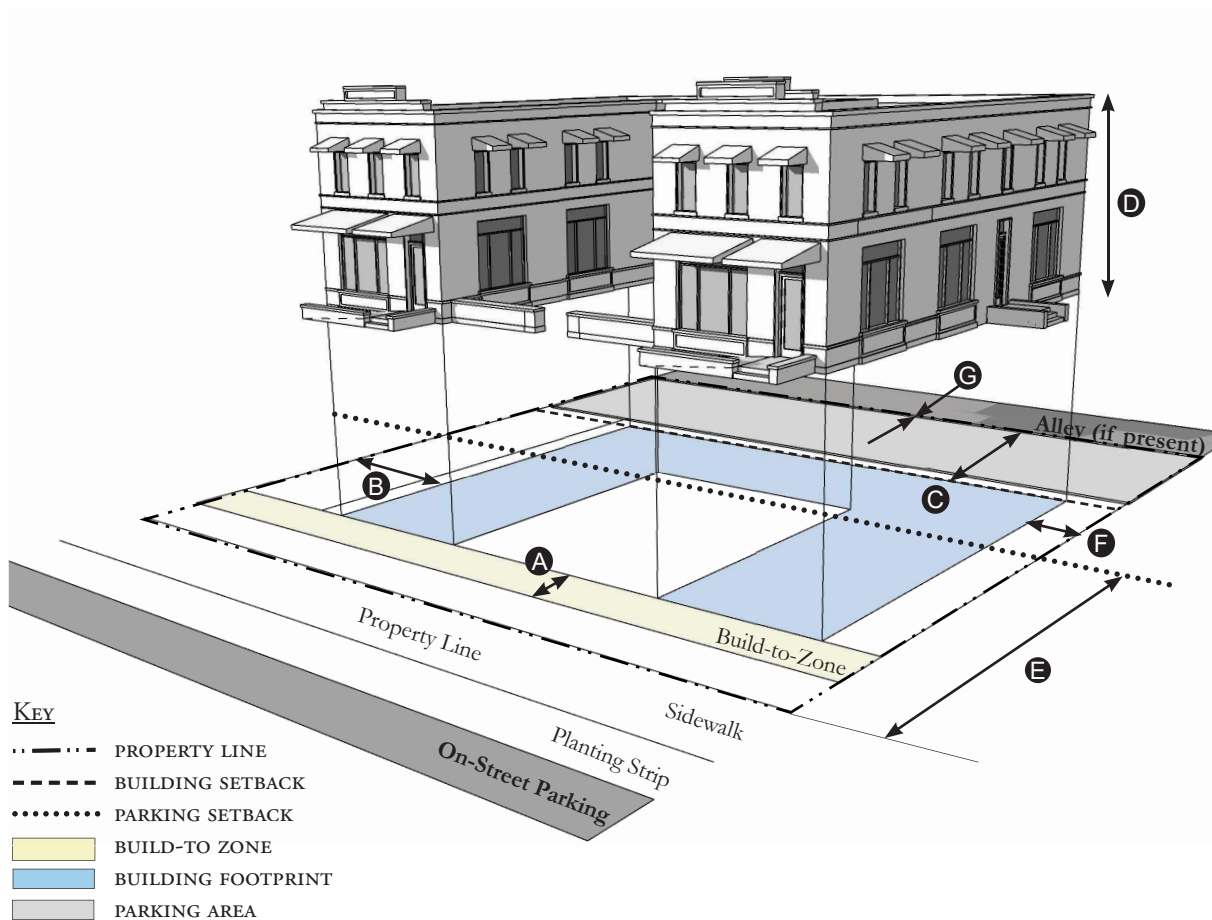 D
G
Alley (if present)
B
C
F
A
Property Line
Build-to-Zone
E
Sidewalk
Planting Strip
On-Street Parking
KEY
PROPERTY LINE
BUILDING SETBACK
PARKING SETBACK
BUILD-TO ZONE
BUILDING FOOTPRINT
PARKING AREA